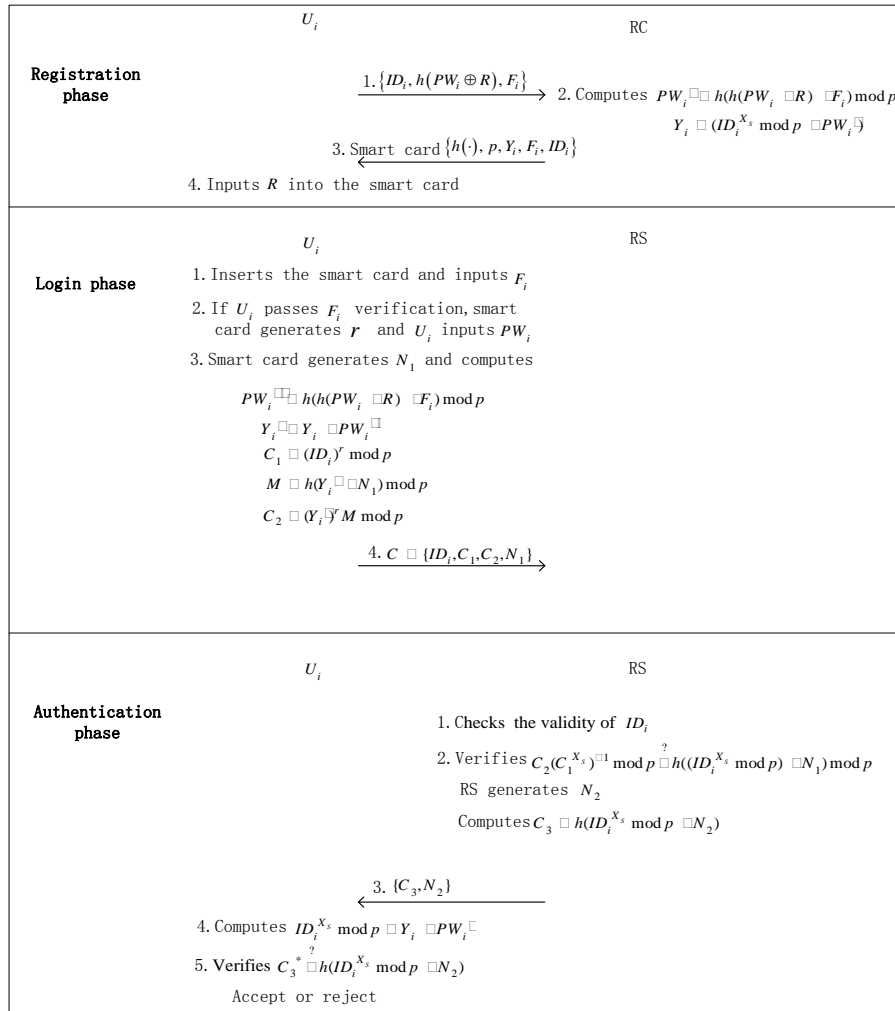 U_i RC
Registration phase
1. {ID_i, h(PW_i ⊕ R), F_i}
2. Computes PW_i□ □ h(h(PW_i □R) □F_i) mod p
Y_i □ (ID_i^{X_s} mod p □PW_i□)
3. Smart card {h(·), p, Y_i, F_i, ID_i}
4. Inputs R into the smart card
U_i RS
Login phase
1. Inserts the smart card and inputs F_i
2. If U_i passes F_i verification, smart
card generates r and U_i inputs PW_i
3. Smart card generates N_1 and computes
PW_i□□ □ h(h(PW_i □R) □F_i) mod p
Y_i□ □ Y_i □PW_i□
C_1 □ (ID_i)^r mod p
M □ h(Y_i□ □N_1) mod p
C_2 □ (Y_i□)^r M mod p
4. C □ {ID_i, C_1, C_2, N_1}
U_i RS
Authentication phase
1. Checks the validity of ID_i
2. Verifies C_2(C_1^{X_s})^{□1} mod p □? h((ID_i^{X_s} mod p) □N_1) mod p
RS generates N_2
Computes C_3 □ h(ID_i^{X_s} mod p □N_2)
3. {C_3, N_2}
4. Computes ID_i^{X_s} mod p □ Y_i □PW_i□
5. Verifies C_3^* □? h(ID_i^{X_s} mod p □N_2)
Accept or reject